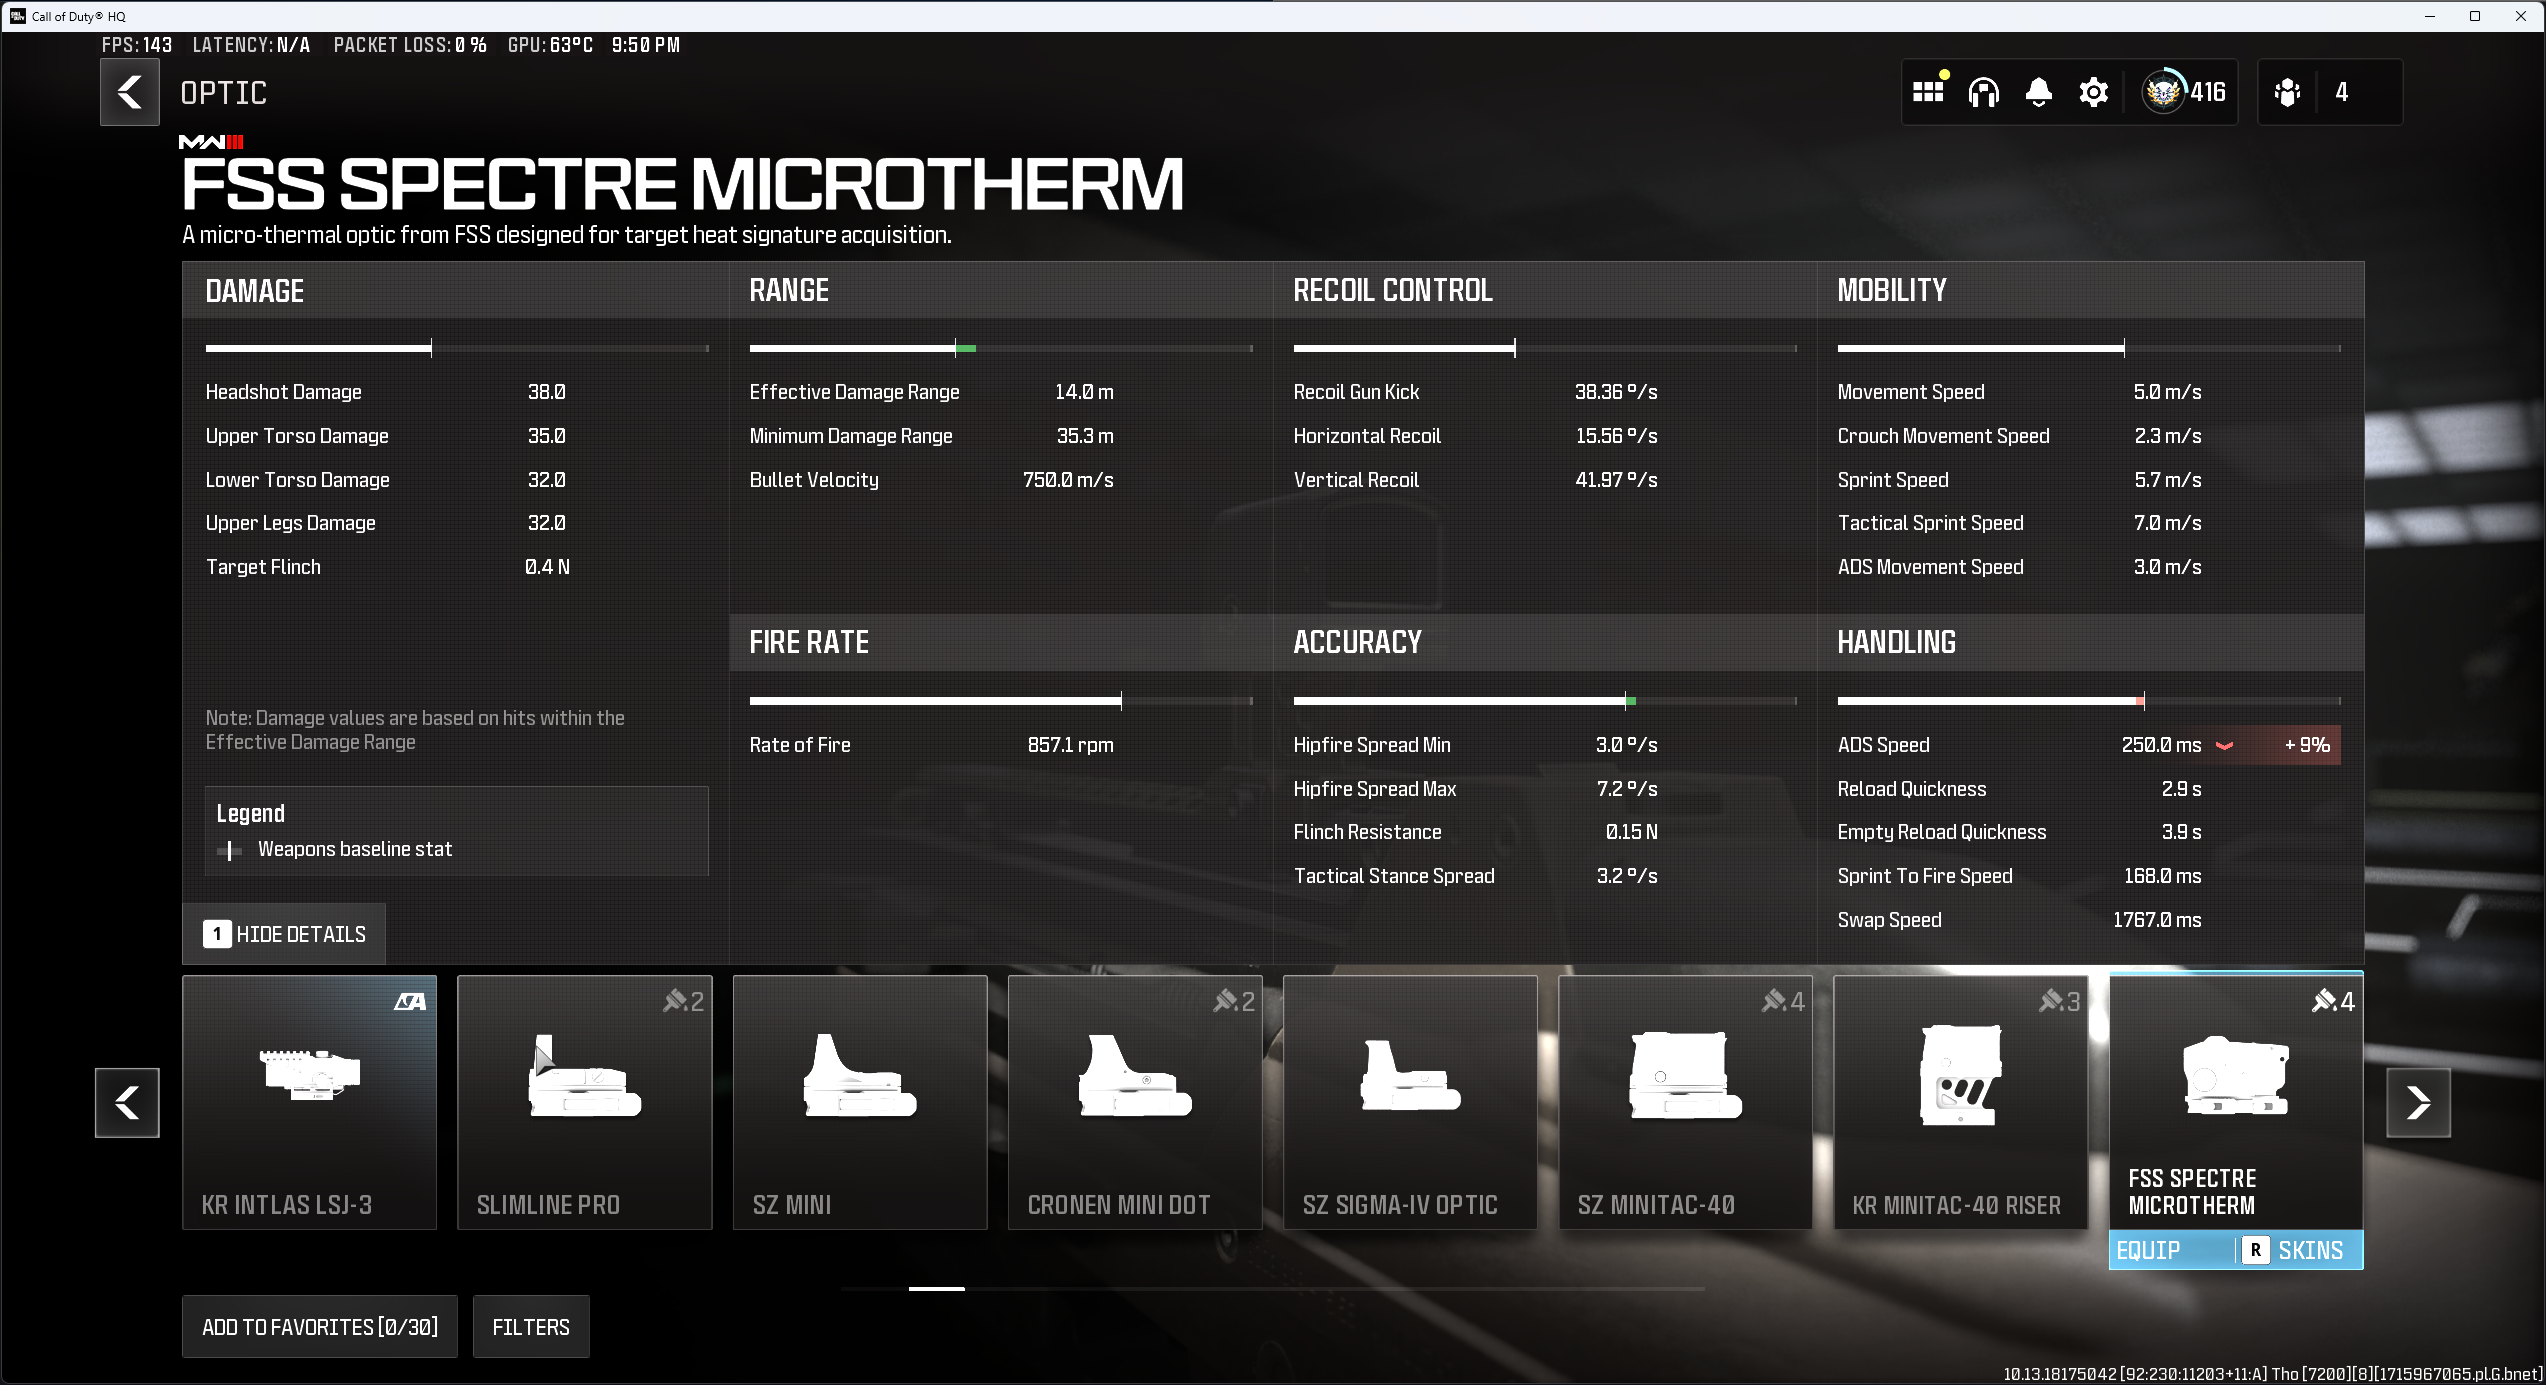 Call of Duty® HQ
FPS: 143 LATENCY: N/A PACKET LOSS: 0 % GPU: 63ºC 9:50 PM
OPTIC
416
4
MWIII
FSS SPECTRE MICROTHERM
A micro-thermal optic from FSS designed for target heat signature acquisition.
DAMAGE
Headshot Damage 38.0
Upper Torso Damage 35.0
Lower Torso Damage 32.0
Upper Legs Damage 32.0
Target Flinch 0.4 N
Note: Damage values are based on hits within the
Effective Damage Range
Legend
Weapons baseline stat
1 HIDE DETAILS
RANGE
Effective Damage Range 14.0 m
Minimum Damage Range 35.3 m
Bullet Velocity 750.0 m/s
FIRE RATE
Rate of Fire 857.1 rpm
RECOIL CONTROL
Recoil Gun Kick 38.36 º/s
Horizontal Recoil 15.56 º/s
Vertical Recoil 41.97 º/s
ACCURACY
Hipfire Spread Min 3.0 º/s
Hipfire Spread Max 7.2 º/s
Flinch Resistance 0.15 N
Tactical Stance Spread 3.2 º/s
MOBILITY
Movement Speed 5.0 m/s
Crouch Movement Speed 2.3 m/s
Sprint Speed 5.7 m/s
Tactical Sprint Speed 7.0 m/s
ADS Movement Speed 3.0 m/s
HANDLING
ADS Speed 250.0 ms + 9%
Reload Quickness 2.9 s
Empty Reload Quickness 3.9 s
Sprint To Fire Speed 168.0 ms
Swap Speed 1767.0 ms
KR INTLAS LSJ-3
2
SLIMLINE PRO
SZ MINI
2
CRONEN MINI DOT
SZ SIGMA-IV OPTIC
4
SZ MINITAC-40
3
KR MINITAC-40 RISER
4
FSS SPECTRE
MICROTHERM
EQUIP R SKINS
ADD TO FAVORITES [0/30]
FILTERS
10.13.18175042 [92:230:11203+11:A] Tho [7200][8][1715967065.pl.G.bnet]